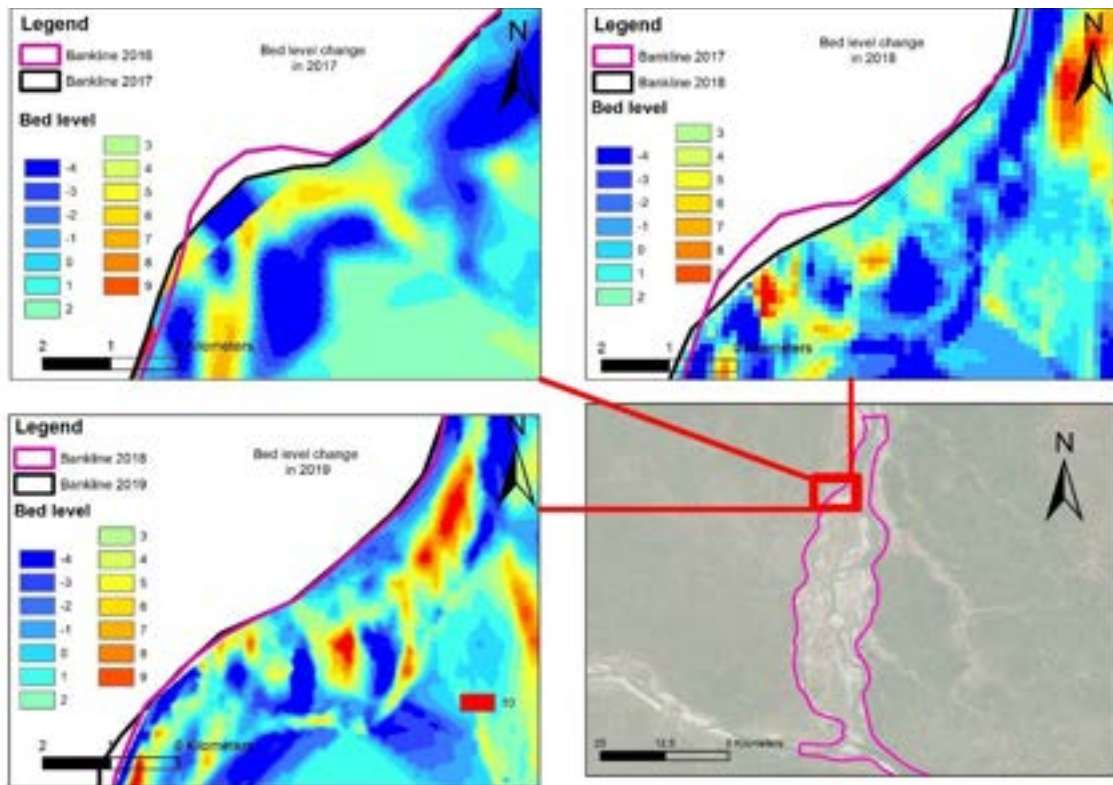 Legend
Bankline 2016
Bankline 2017
Bed level change
in 2017
N
Bed level
-4
-3
-2
-1
0
1
2
3
4
5
6
7
8
9
2
1
0 Kilometers
Legend
Bankline 2017
Bankline 2018
Bed level change
in 2018
N
Bed level
-4
-3
-2
-1
0
1
2
3
4
5
6
7
8
2
1
0 Kilometers
Legend
Bankline 2018
Bankline 2019
Bed level change
in 2019
N
Bed level
-4
-3
-2
-1
0
1
2
3
4
5
6
7
8
9
10
2
1
0 Kilometers
N
25
12.5
0 Kilometers